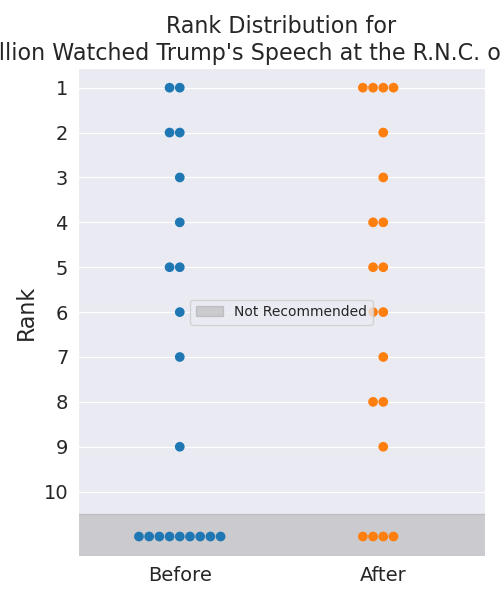 Rank Distribution for
llion Watched Trump's Speech at the R.N.C. o
1
2
3
4
5
6
7
8
9
10
Rank
Not Recommended
Before After